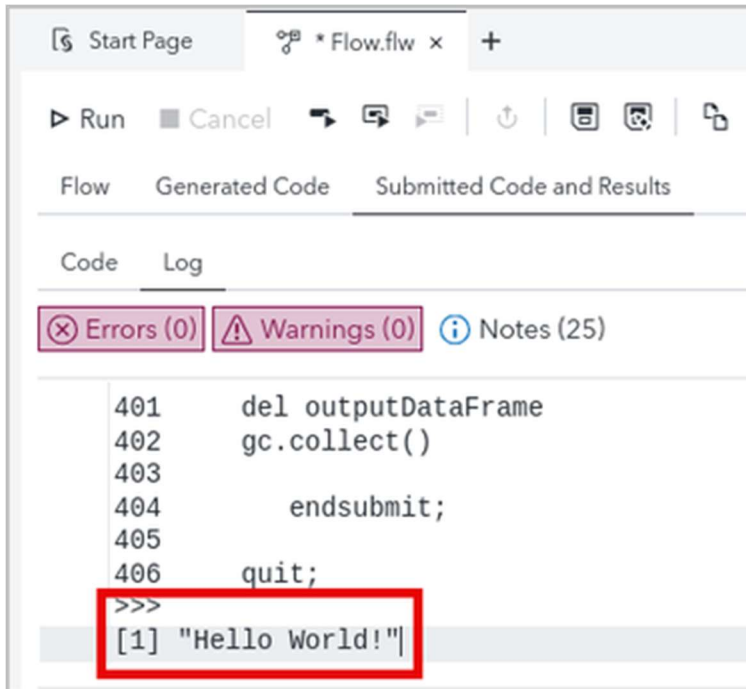 Start Page * Flow.flw × +
Run Cancel
Flow Generated Code Submitted Code and Results
Code Log
Errors (0) Warnings (0) Notes (25)
401 del outputDataFrame
402 gc.collect()
403
404 endsubmit;
405
406 quit;
>>>
[1] "Hello World!"